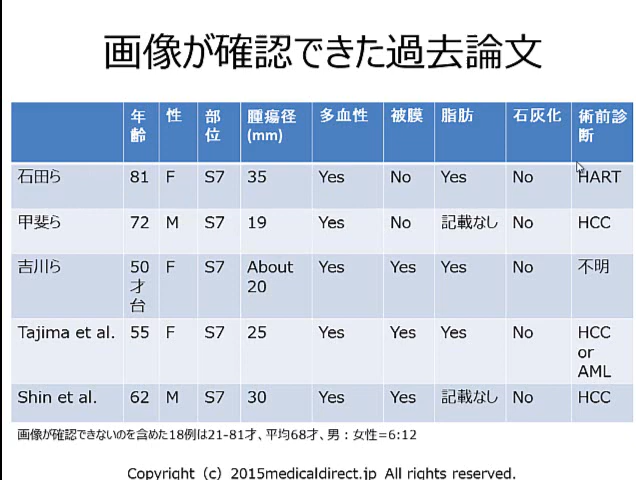 画像が確認できた過去論文
年齢 性 部位 腫瘍径(mm) 多血性 被膜 脂肪 石灰化 術前診断
石田ら 81 F S7 35 Yes No Yes No HART
甲斐ら 72 M S7 19 Yes No 記載なし No HCC
吉川ら 50才台 F S7 About 20 Yes Yes Yes No 不明
Tajima et al. 55 F S7 25 Yes Yes Yes No HCC or AML
Shin et al. 62 M S7 30 Yes Yes 記載なし No HCC
画像が確認できないのを含めた18例は21-81才、平均68才、男：女性=6:12
Copyright（c）2015medicaldirect.jp All rights reserved.